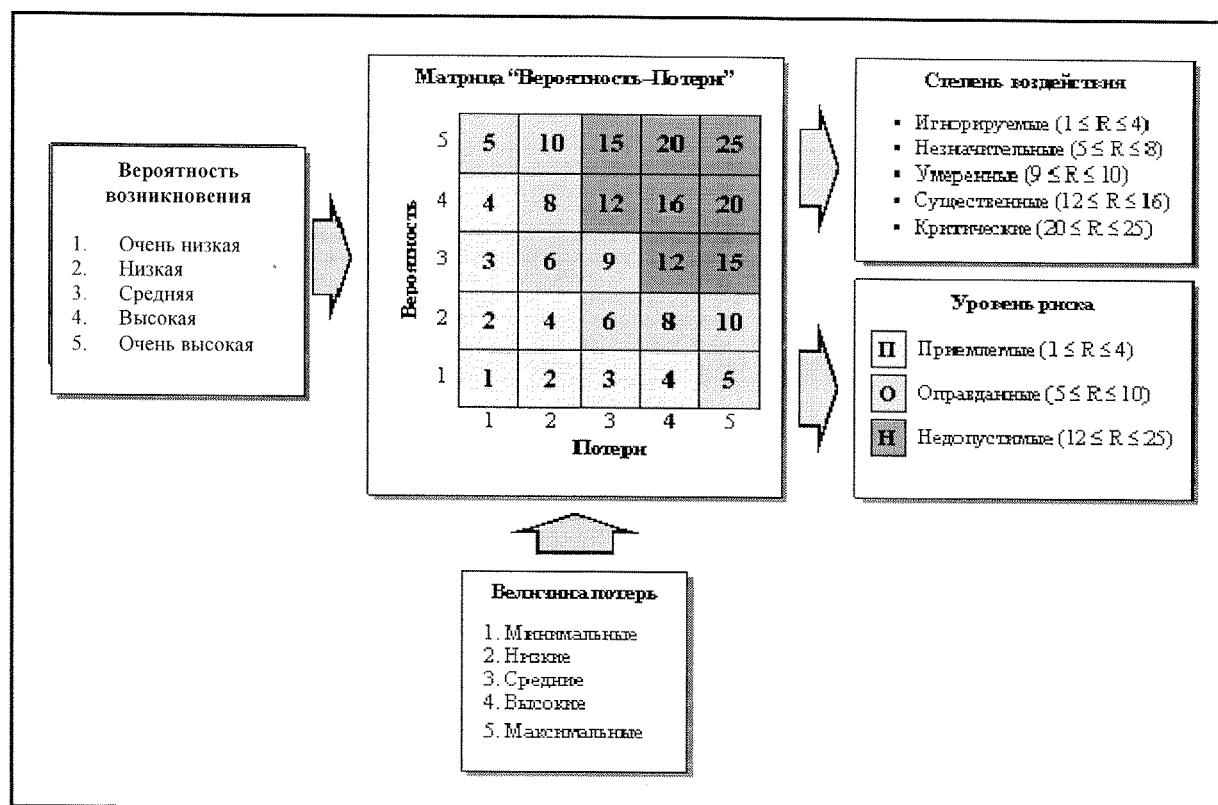 Вероятность
возникновения
1. Очень низкая
2. Низкая
3. Средняя
4. Высокая
5. Очень высокая
Матрица “Вероятность–Потери”
Вероятность
5 5 10 15 20 25
4 4 8 12 16 20
3 3 6 9 12 15
2 2 4 6 8 10
1 1 2 3 4 5
1 2 3 4 5
Потери
Степень воздействия
▪ Игнорируемые (1 ≤ R ≤ 4)
▪ Незначительные (5 ≤ R ≤ 8)
▪ Умеренные (9 ≤ R ≤ 10)
▪ Существенные (12 ≤ R ≤ 16)
▪ Критические (20 ≤ R ≤ 25)
Уровень риска
П Приемлемые (1 ≤ R ≤ 4)
О Оправданные (5 ≤ R ≤ 10)
Н Недопустимые (12 ≤ R ≤ 25)
Величина потерь
1. Минимальные
2. Низкие
3. Средние
4. Высокие
5. Максимальные